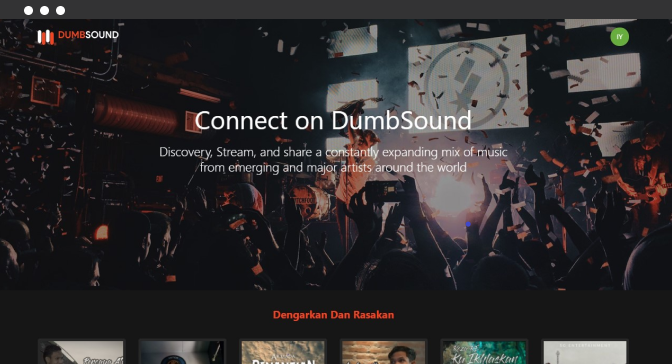 DUMBSOUND
IY
Connect on DumbSound
Discovery, Stream, and share a constantly expanding mix of music
from emerging and major artists around the world
Dengarkan Dan Rasakan